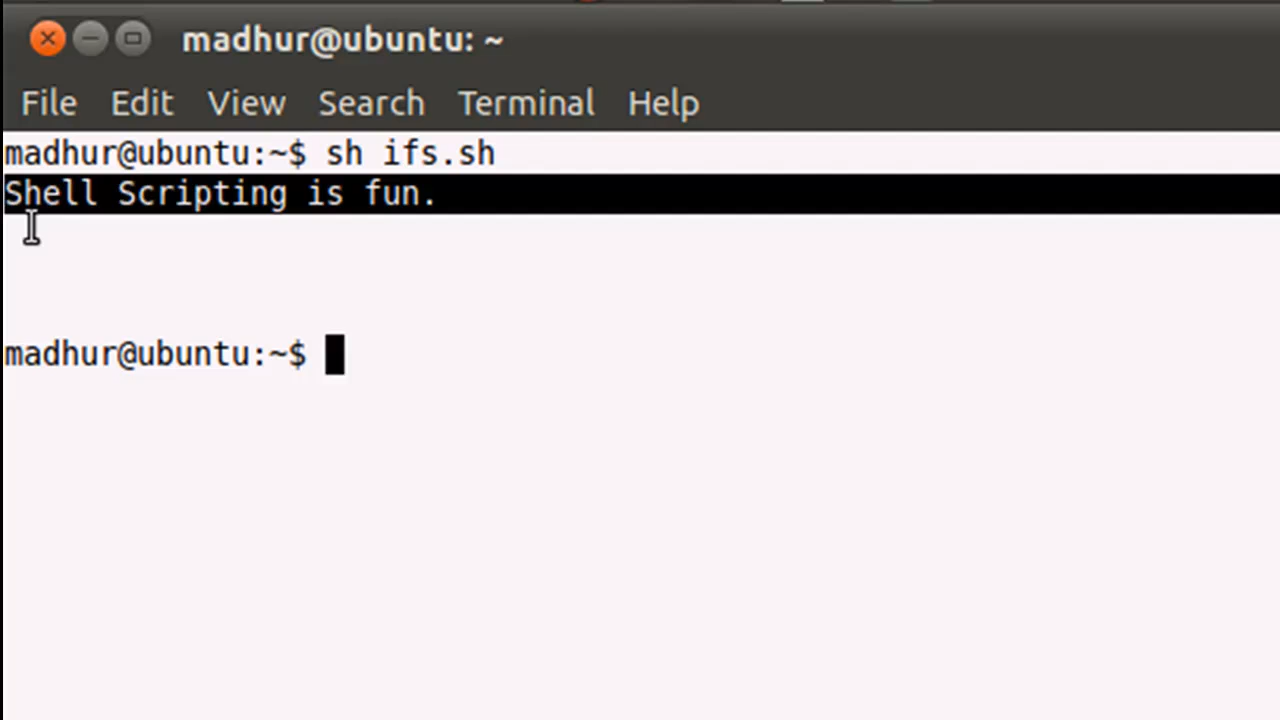 madhur@ubuntu: ~
File Edit View Search Terminal Help
madhur@ubuntu:~$ sh ifs.sh
Shell Scripting is fun.
madhur@ubuntu:~$